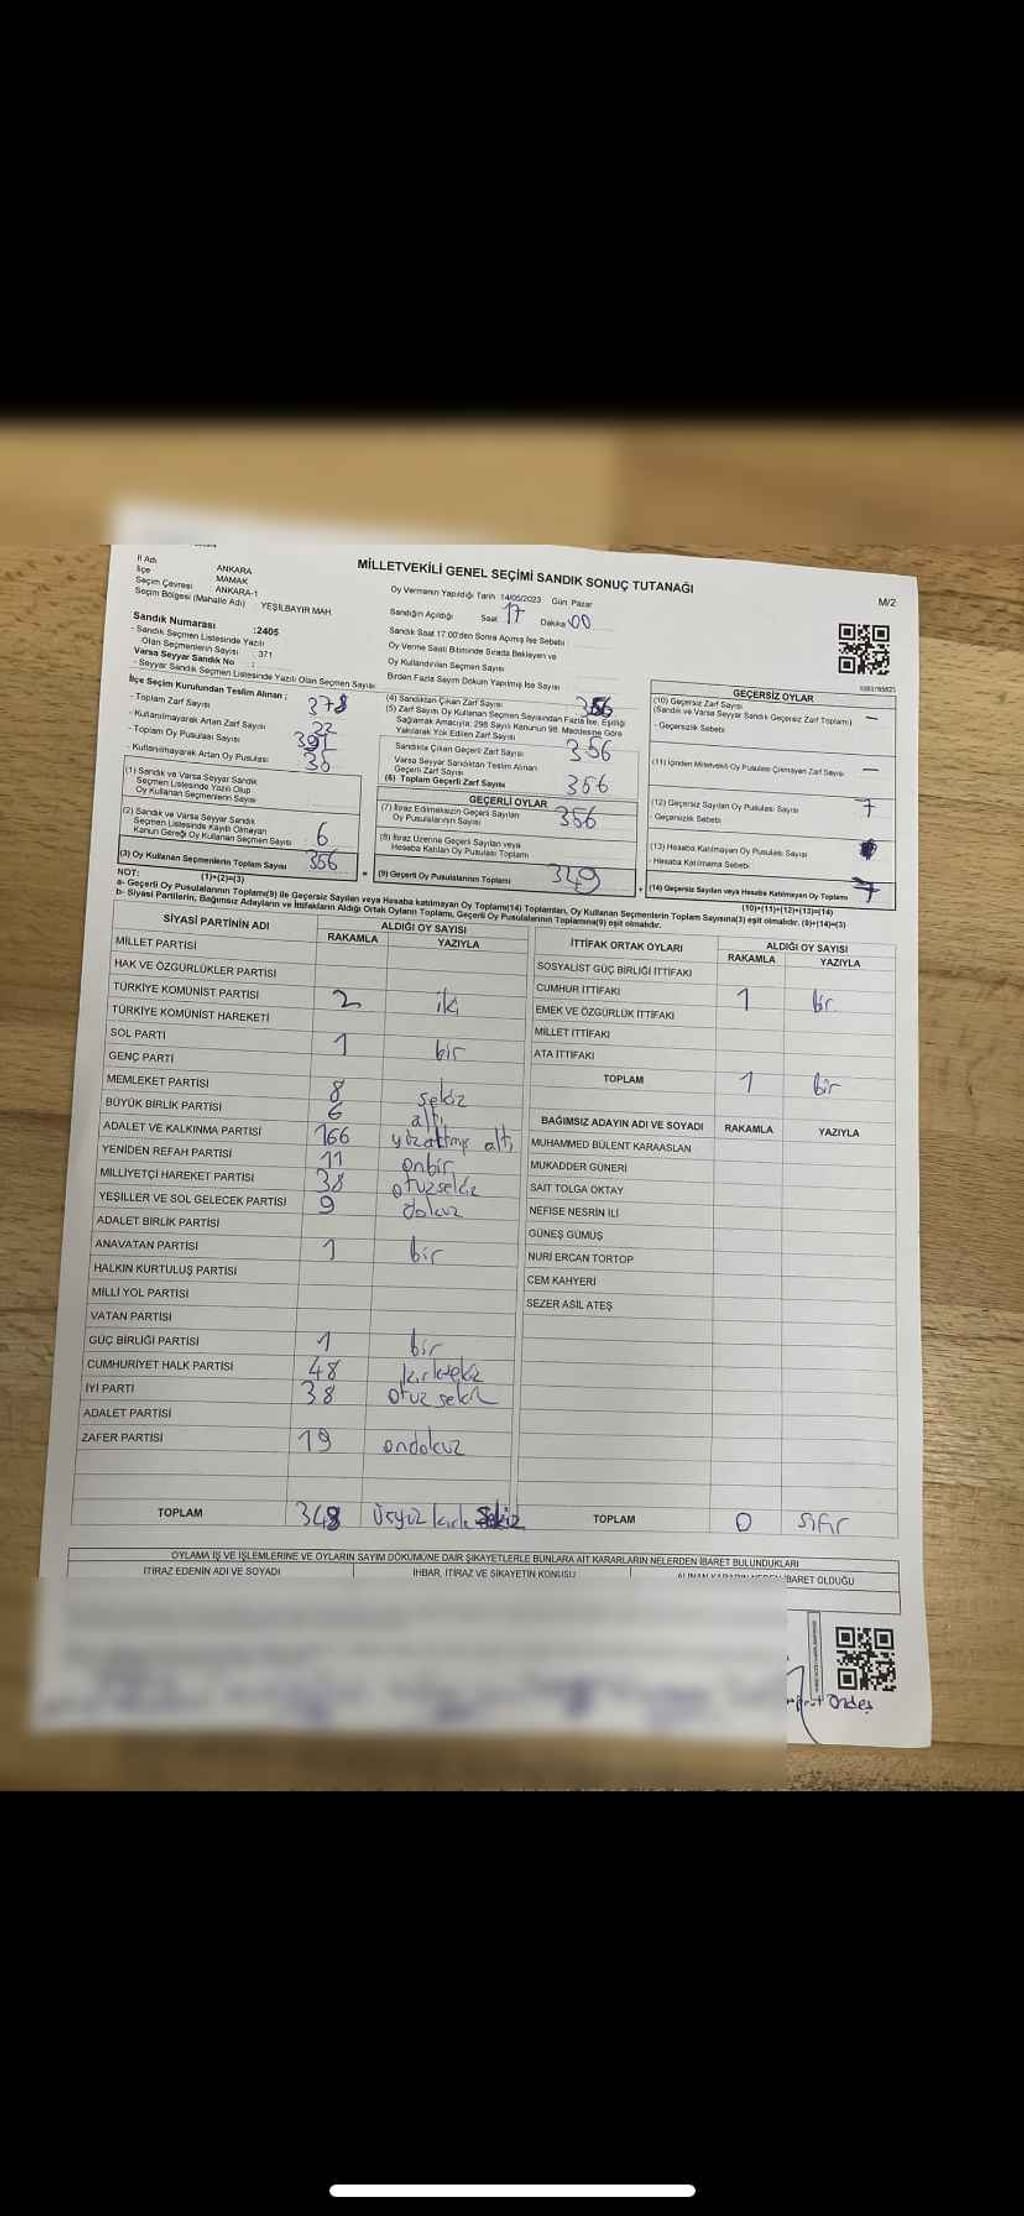 İl Adı ANKARA
İlçe MAMAK
Seçim Çevresi ANKARA-1
Seçim Bölgesi (Mahalle Adı) YEŞİLBAYIR MAH.
MİLLETVEKİLİ GENEL SEÇİMİ SANDIK SONUÇ TUTANAĞI
M/2
Oy Vermenin Yapıldığı Tarih 14/05/2023 Gün Pazar
Sandığın Açıldığı Saat 17 Dakika 00
Sandık Saat 17.00'den Sonra Açılmış İse Sebebi
Oy Verme Saati Bitiminde Sırada Bekleyen ve
Oy Kullandırılan Seçmen Sayısı
Birden Fazla Sayım Döküm Yapılmış İse Sayısı
Sandık Numarası :2405
- Sandık Seçmen Listesinde Yazılı
Olan Seçmenlerin Sayısı : 371
Varsa Seyyar Sandık No :
- Seyyar Sandık Seçmen Listesinde Yazılı Olan Seçmen Sayısı
İlçe Seçim Kurulundan Teslim Alınan :
- Toplam Zarf Sayısı 378
- Kullanılmayarak Artan Zarf Sayısı 22
- Toplam Oy Pusulası Sayısı 391
- Kullanılmayarak Artan Oy Pusulası 35
(1) Sandık ve Varsa Seyyar Sandık
Seçmen Listesinde Yazılı Olup
Oy Kullanan Seçmenlerin Sayısı
(2) Sandık ve Varsa Seyyar Sandık
Seçmen Listesinde Kayıtlı Olmayan
Kanun Gereği Oy Kullanan Seçmen Sayısı 6
(3) Oy Kullanan Seçmenlerin Toplam Sayısı 356
(1)+(2)=(3)
(4) Sandıktan Çıkan Zarf Sayısı 356
(5) Zarf Sayısı Oy Kullanan Seçmen Sayısından Fazla İse, Eşitliği
Sağlamak Amacıyla, 298 Sayılı Kanunun 98. Maddesine Göre
Yakılarak Yok Edilen Zarf Sayısı
Sandıkta Çıkan Geçerli Zarf Sayısı 356
Varsa Seyyar Sandıktan Teslim Alınan
Geçerli Zarf Sayısı
(6) Toplam Geçerli Zarf Sayısı 356
GEÇERLİ OYLAR
(7) İtiraz Edilmeksizin Geçerli Sayılan
Oy Pusulalarının Sayısı 356
(8) İtiraz Üzerine Geçerli Sayılan veya
Hesaba Katılan Oy Pusulası Toplamı
= (9) Geçerli Oy Pusulalarının Toplamı 349
GEÇERSİZ OYLAR
(10) Geçersiz Zarf Sayısı
(Sandık ve Varsa Seyyar Sandık Geçersiz Zarf Toplamı) —
- Geçersizlik Sebebi
(11) İçinden Milletvekili Oy Pusulası Çıkmayan Zarf Sayısı —
(12) Geçersiz Sayılan Oy Pusulası Sayısı 7
- Geçersizlik Sebebi
(13) Hesaba Katılmayan Oy Pusulası Sayısı
- Hesaba Katılmama Sebebi
+ (14) Geçersiz Sayılan veya Hesaba Katılmayan Oy Toplamı 7
(10)+(11)+(12)+(13)=(14)
NOT:
a- Geçerli Oy Pusulalarının Toplamı(9) ile Geçersiz Sayılan veya Hesaba katılmayan Oy Toplamı(14) Toplamları, Oy Kullanan Seçmenlerin Toplam Sayısına(3) eşit olmalıdır. (9)+(14)=(3)
b- Siyasi Partilerin, Bağımsız Adayların ve İttifakların Aldığı Ortak Oyların Toplamı, Geçerli Oy Pusulalarının Toplamına(9) eşit olmalıdır.
SİYASİ PARTİNİN ADI ALDIĞI OY SAYISI
RAKAMLA YAZIYLA
MİLLET PARTİSİ
HAK VE ÖZGÜRLÜKLER PARTİSİ
TÜRKİYE KOMÜNİST PARTİSİ 2 iki
TÜRKİYE KOMÜNİST HAREKETİ
SOL PARTİ 1 bir
GENÇ PARTİ
MEMLEKET PARTİSİ 8 sekiz
BÜYÜK BİRLİK PARTİSİ 6 altı
ADALET VE KALKINMA PARTİSİ 166 yüzaltmış altı
YENİDEN REFAH PARTİSİ 11 onbir
MİLLİYETÇİ HAREKET PARTİSİ 38 otuzsekiz
YEŞİLLER VE SOL GELECEK PARTİSİ 9 dokuz
ADALET BİRLİK PARTİSİ
ANAVATAN PARTİSİ 1 bir
HALKIN KURTULUŞ PARTİSİ
MİLLİ YOL PARTİSİ
VATAN PARTİSİ
GÜÇ BİRLİĞİ PARTİSİ 1 bir
CUMHURİYET HALK PARTİSİ 48 kırksekiz
İYİ PARTİ 38 otuz sekiz
ADALET PARTİSİ
ZAFER PARTİSİ 19 ondokuz
TOPLAM 348 üçyüz kırk sekiz
İTTİFAK ORTAK OYLARI ALDIĞI OY SAYISI
RAKAMLA YAZIYLA
SOSYALİST GÜÇ BİRLİĞİ İTTİFAKI
CUMHUR İTTİFAKI 1 bir
EMEK VE ÖZGÜRLÜK İTTİFAKI
MİLLET İTTİFAKI
ATA İTTİFAKI
TOPLAM 1 bir
BAĞIMSIZ ADAYIN ADI VE SOYADI RAKAMLA YAZIYLA
MUHAMMED BÜLENT KARAASLAN
MUKADDER GÜNERİ
SAİT TOLGA OKTAY
NEFİSE NESRİN İLİ
GÜNEŞ GÜMÜŞ
NURİ ERCAN TORTOP
CEM KAHYERİ
SEZER ASİL ATEŞ
TOPLAM 0 sıfır
OYLAMA İŞ VE İŞLEMLERİNE VE OYLARIN SAYIM DÖKÜMÜNE DAİR ŞİKAYETLERLE BUNLARA AİT KARARLARIN NELERDEN İBARET BULUNDUKLARI
İTİRAZ EDENİN ADI VE SOYADI İHBAR, İTİRAZ VE ŞİKAYETİN KONUSU ALINAN KARARIN NEDEN İBARET OLDUĞU